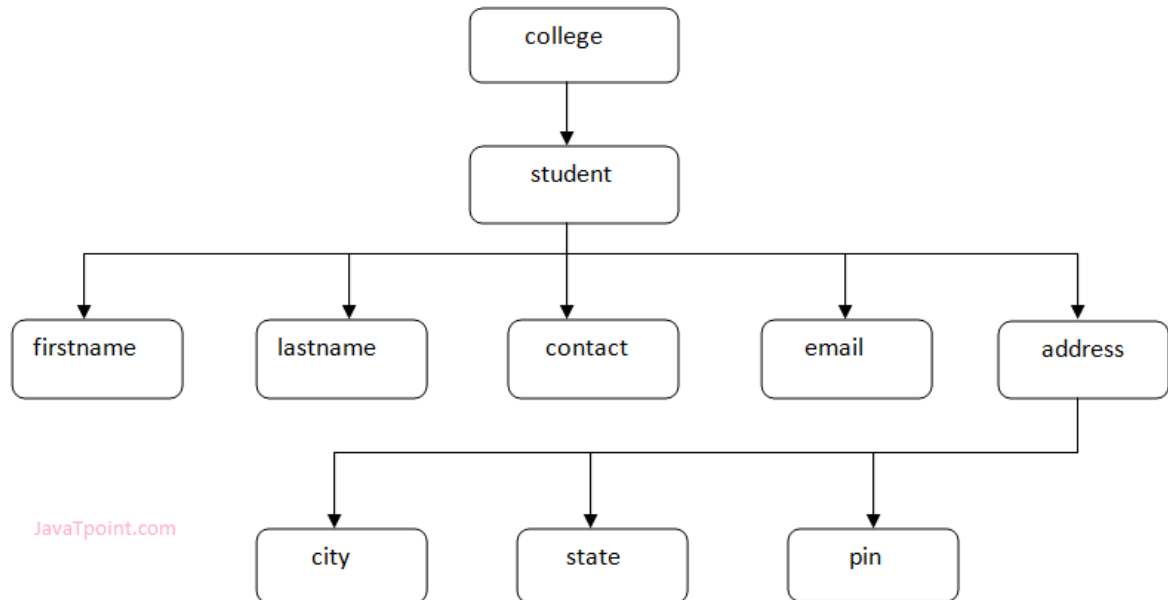 college
student
firstname
lastname
contact
email
address
JavaTpoint.com
city
state
pin